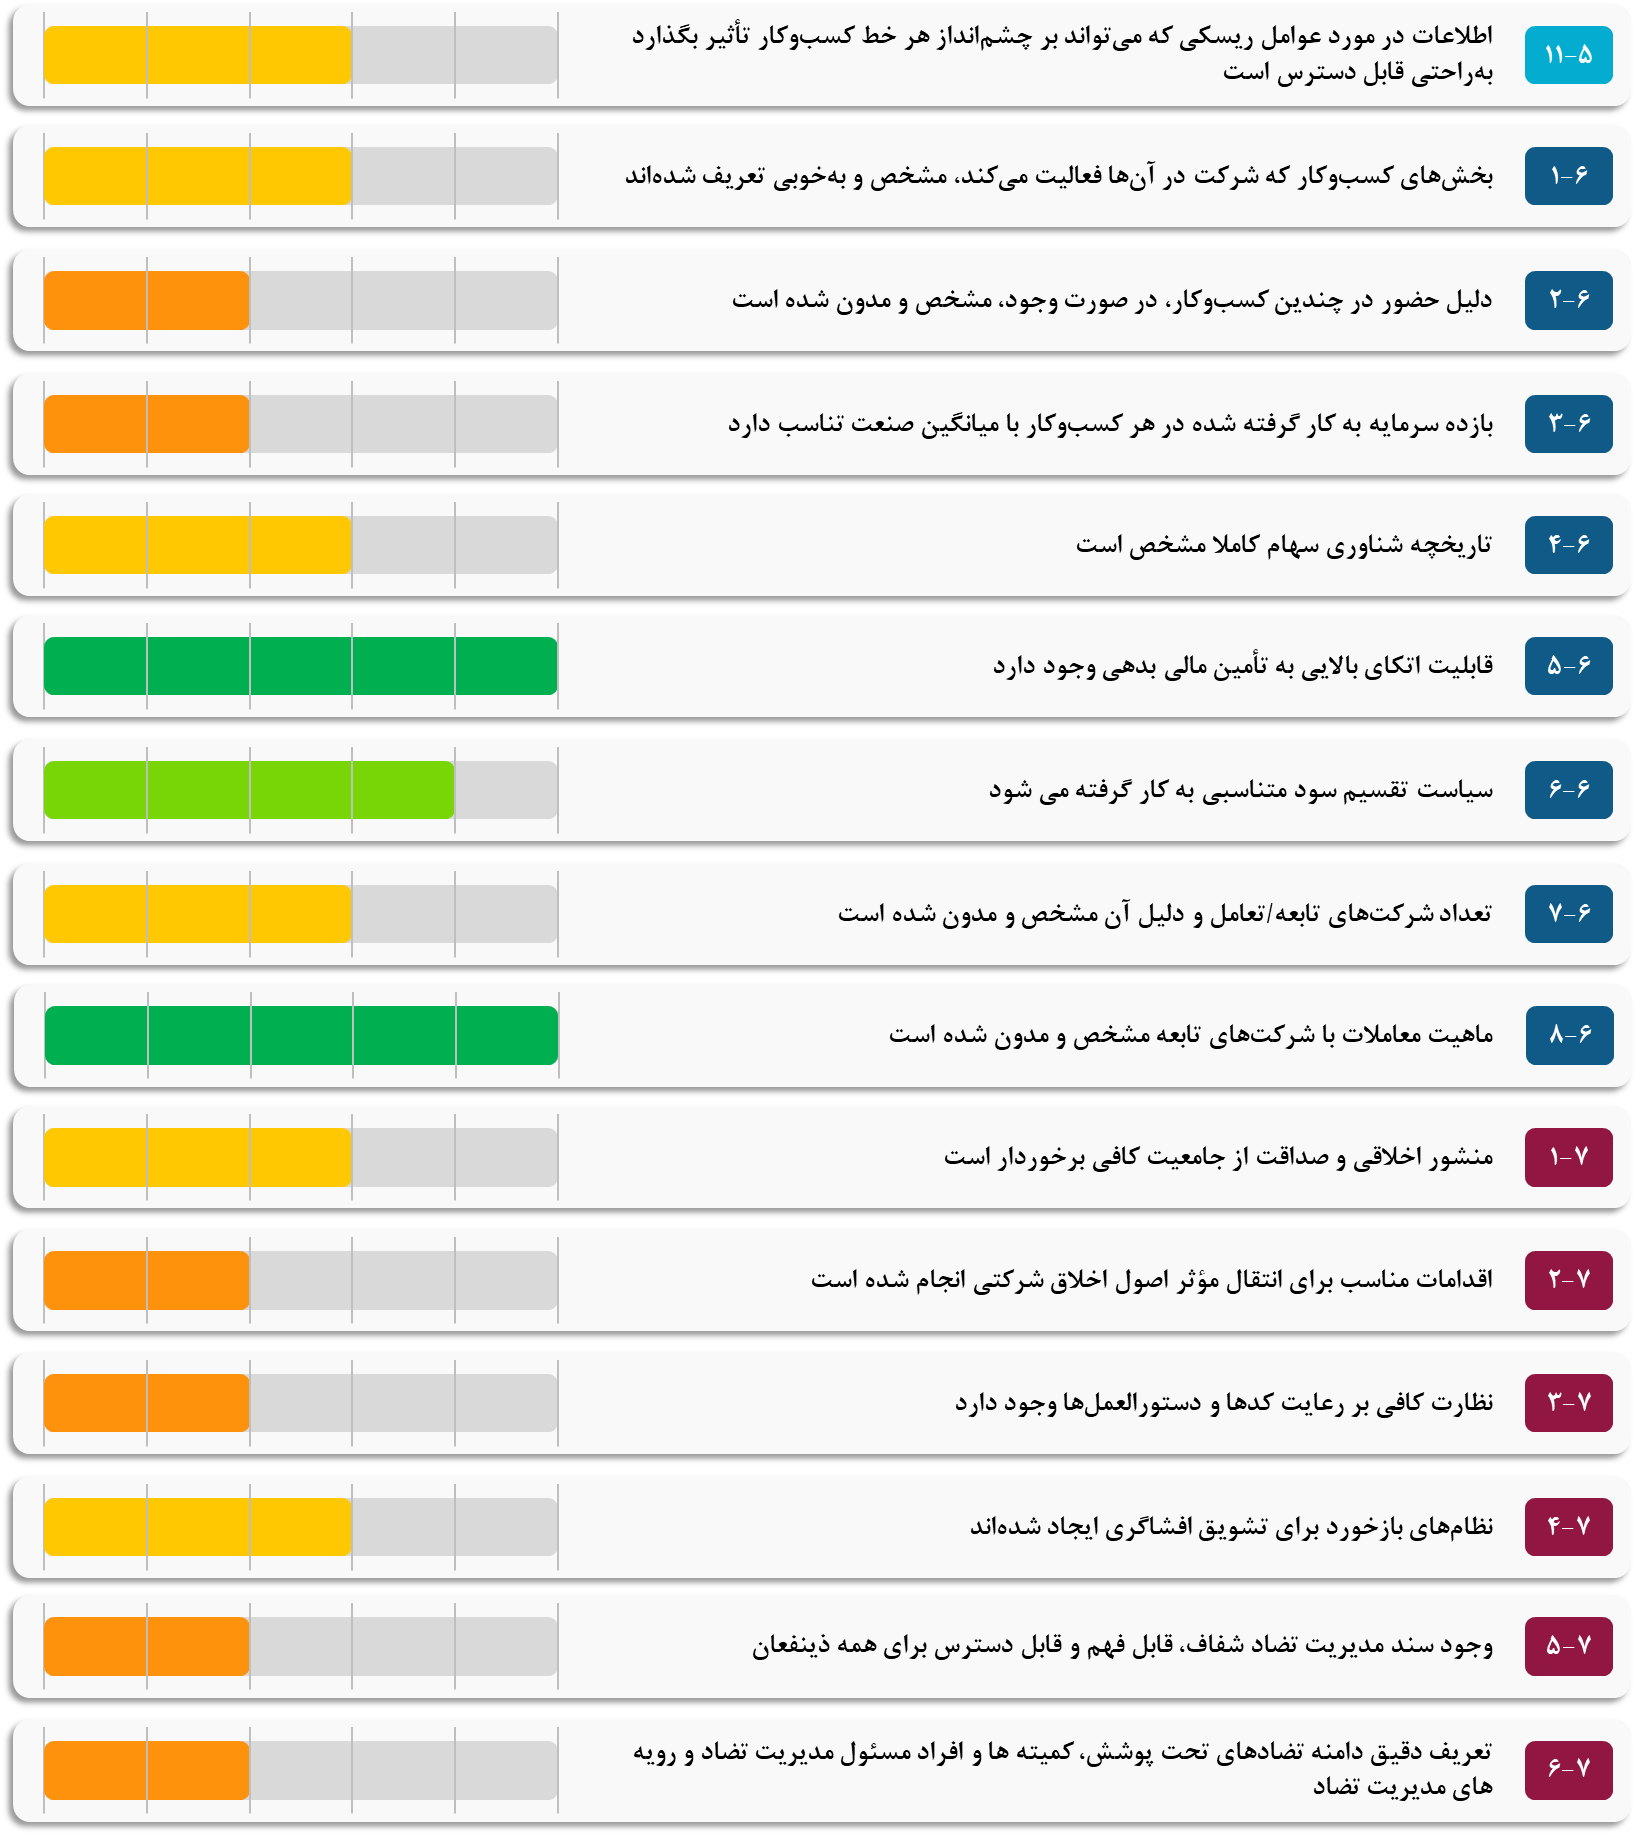 ۱۱-۵
اطلاعات در مورد عوامل ریسکی که می‌تواند بر چشم‌انداز هر خط کسب‌وکار تأثیر بگذارد
به‌راحتی قابل دسترس است
۱-۶
بخش‌های کسب‌وکار که شرکت در آن‌ها فعالیت می‌کند، مشخص و به‌خوبی تعریف شده‌اند
۲-۶
دلیل حضور در چندین کسب‌وکار، در صورت وجود، مشخص و مدون شده است
۳-۶
بازده سرمایه به کار گرفته شده در هر کسب‌وکار با میانگین صنعت تناسب دارد
۴-۶
تاریخچه شناوری سهام کاملا مشخص است
۵-۶
قابلیت اتکای بالایی به تأمین مالی بدهی وجود دارد
۶-۶
سیاست تقسیم سود متناسبی به کار گرفته می شود
۷-۶
تعداد شرکت‌های تابعه/تعامل و دلیل آن مشخص و مدون شده است
۸-۶
ماهیت معاملات با شرکت‌های تابعه مشخص و مدون شده است
۱-۷
منشور اخلاقی و صداقت از جامعیت کافی برخوردار است
۲-۷
اقدامات مناسب برای انتقال مؤثر اصول اخلاق شرکتی انجام شده است
۳-۷
نظارت کافی بر رعایت کدها و دستورالعمل‌ها وجود دارد
۴-۷
نظام‌های بازخورد برای تشویق افشاگری ایجاد شده‌اند
۵-۷
وجود سند مدیریت تضاد شفاف، قابل فهم و قابل دسترس برای همه ذینفعان
۶-۷
تعریف دقیق دامنه تضادهای تحت پوشش، کمیته ها و افراد مسئول مدیریت تضاد و رویه
های مدیریت تضاد